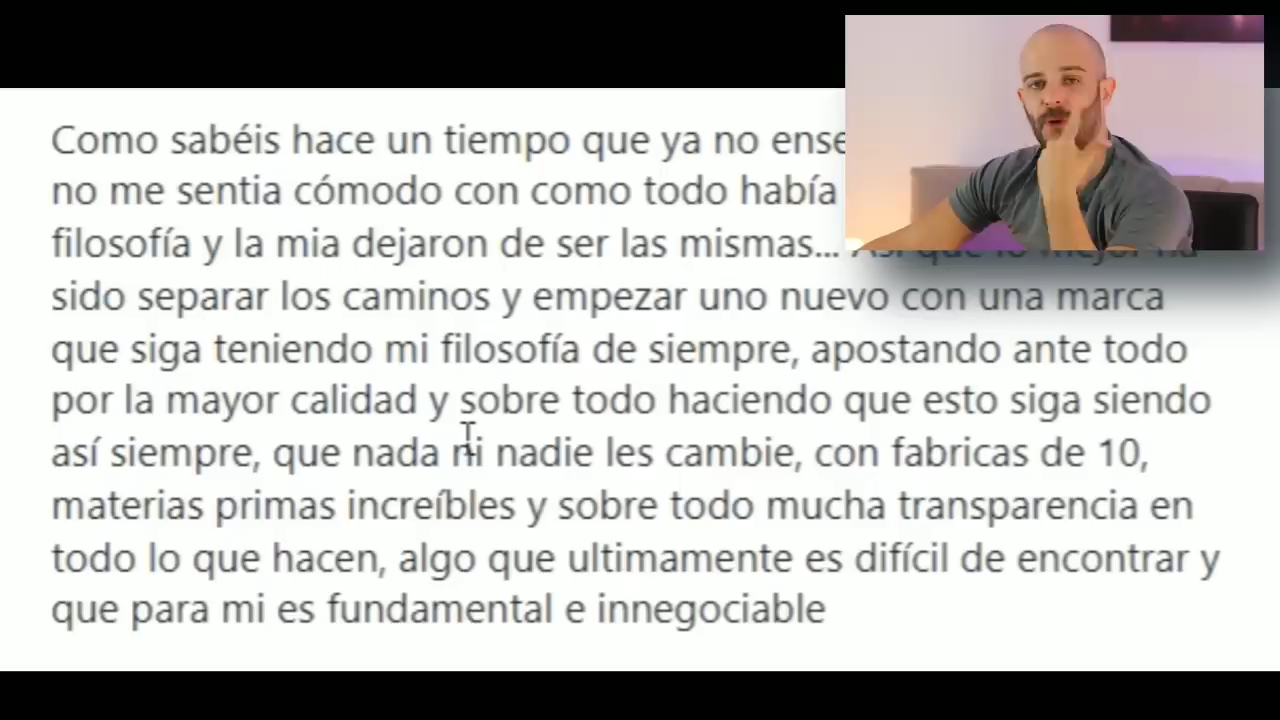 Como sabéis hace un tiempo que ya no
no me sentia cómodo con como todo había
filosofía y la mia dejaron de ser las mismas...
sido separar los caminos y empezar uno nuevo con una marca
que siga teniendo mi filosofía de siempre, apostando ante todo
por la mayor calidad y sobre todo haciendo que esto siga siendo
así siempre, que nada ni nadie les cambie, con fabricas de 10,
materias primas increíbles y sobre todo mucha transparencia en
todo lo que hacen, algo que ultimamente es difícil de encontrar y
que para mi es fundamental e innegociable